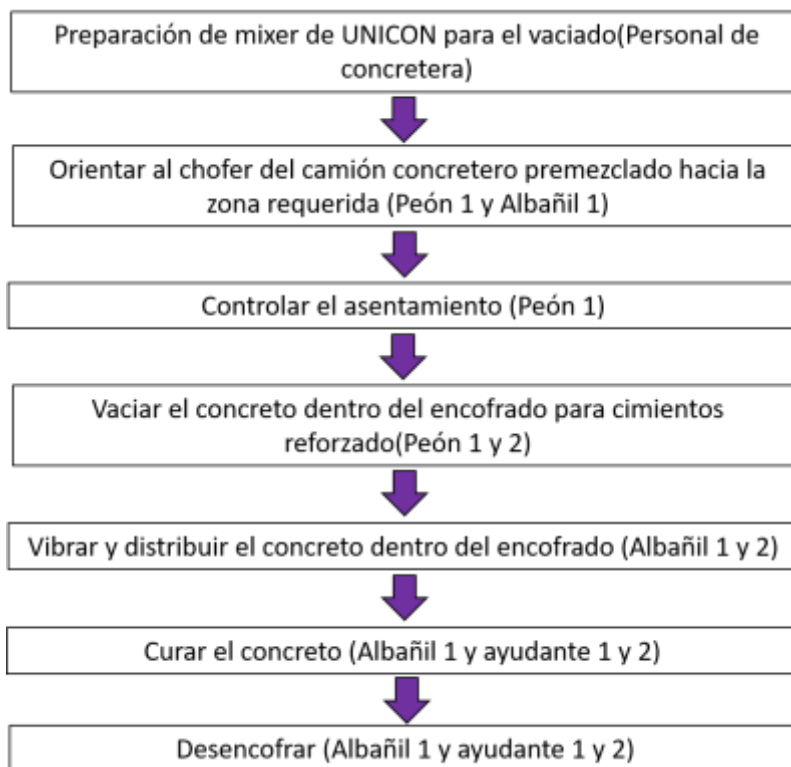 Preparación de mixer de UNICON para el vaciado(Personal de
concretera)
Orientar al chofer del camión concretero premezclado hacia la
zona requerida (Peón 1 y Albañil 1)
Controlar el asentamiento (Peón 1)
Vaciar el concreto dentro del encofrado para cimientos
reforzado(Peón 1 y 2)
Vibrar y distribuir el concreto dentro del encofrado (Albañil 1 y 2)
Curar el concreto (Albañil 1 y ayudante 1 y 2)
Desencofrar (Albañil 1 y ayudante 1 y 2)